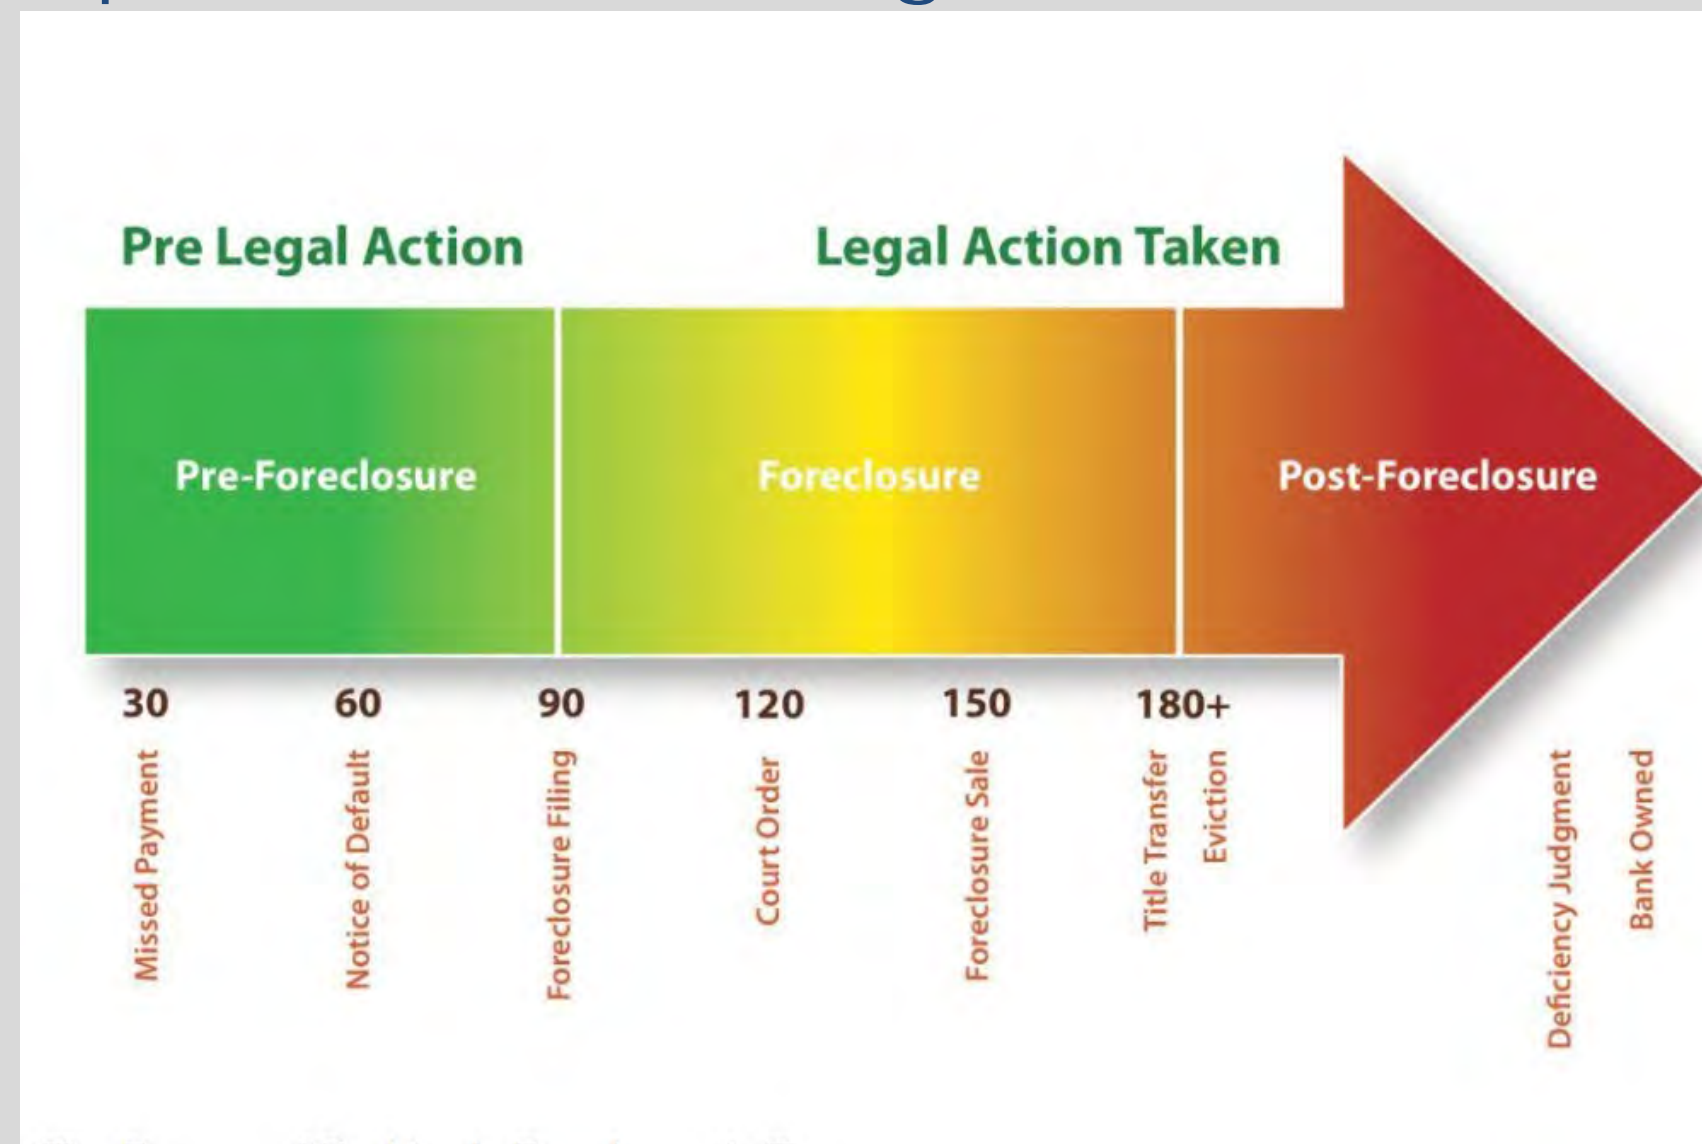 Pre Legal Action
Legal Action Taken
Pre-Foreclosure
Foreclosure
Post-Foreclosure
30
60
90
120
150
180+
Missed Payment
Notice of Default
Foreclosure Filing
Court Order
Foreclosure Sale
Title Transfer
Eviction
Deficiency Judgment
Bank Owned